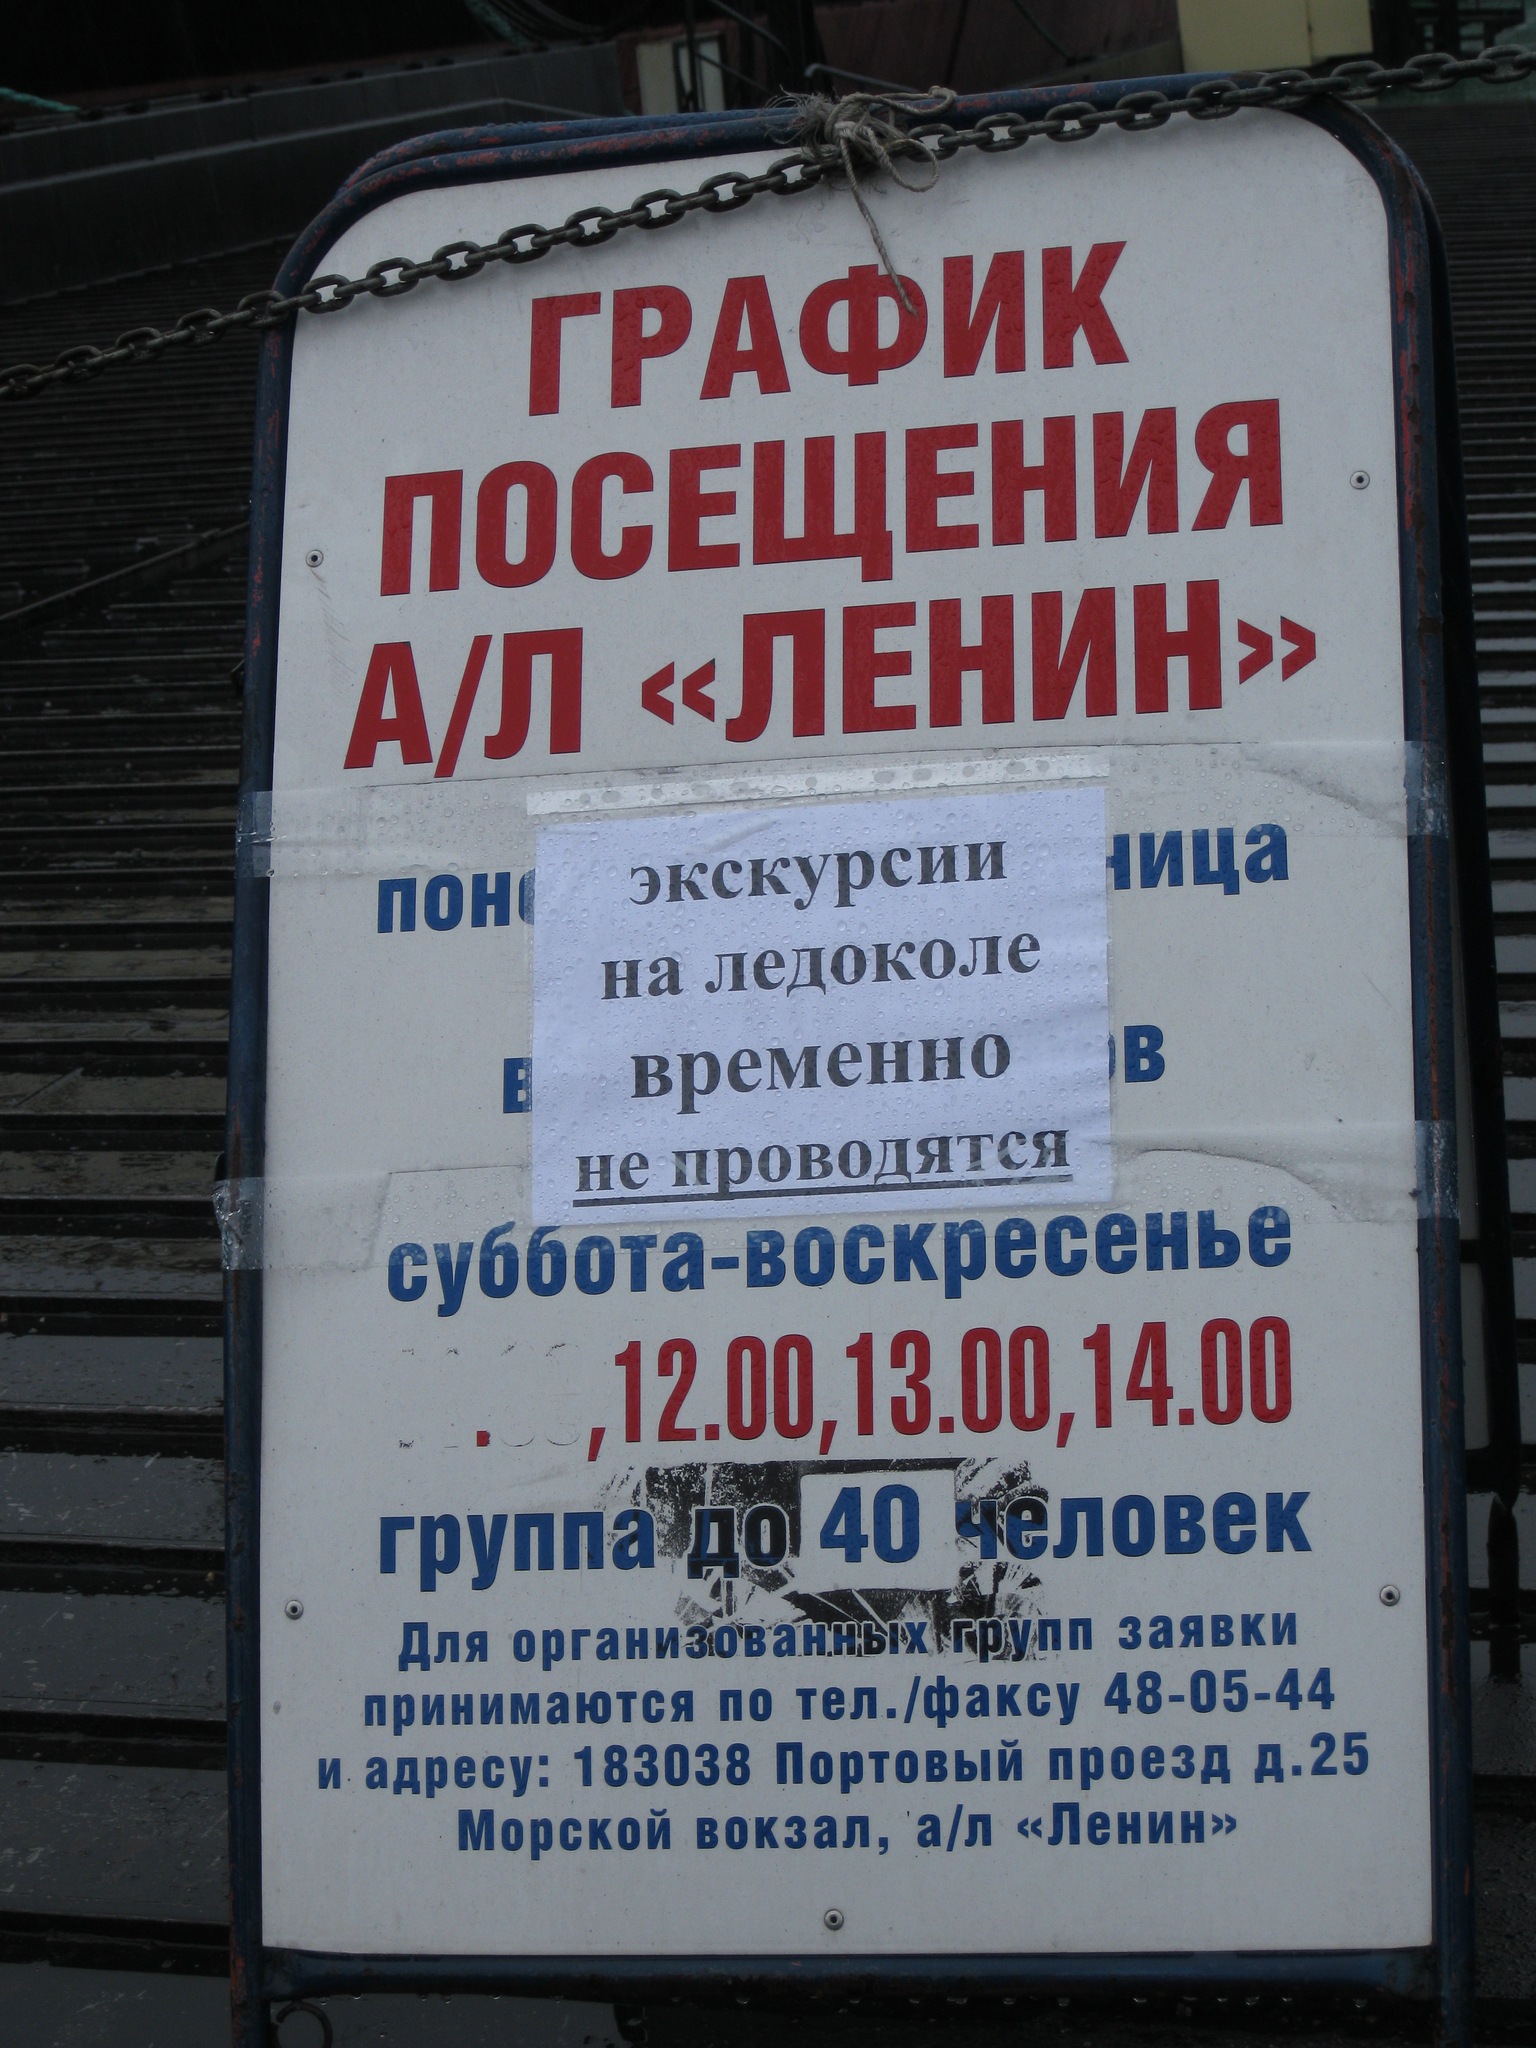 ГРАФИК
ПОСЕЩЕНИЯ
А/Л «ЛЕНИН»
экскурсии
на ледоколе
временно
не проводятся
суббота-воскресенье
,12.00,13.00,14.00
группа до 40 человек
Для организованных групп заявки
принимаются по тел./факсу 48-05-44
и адресу: 183038 Портовый проезд д.25
Морской вокзал, а/л «Ленин»